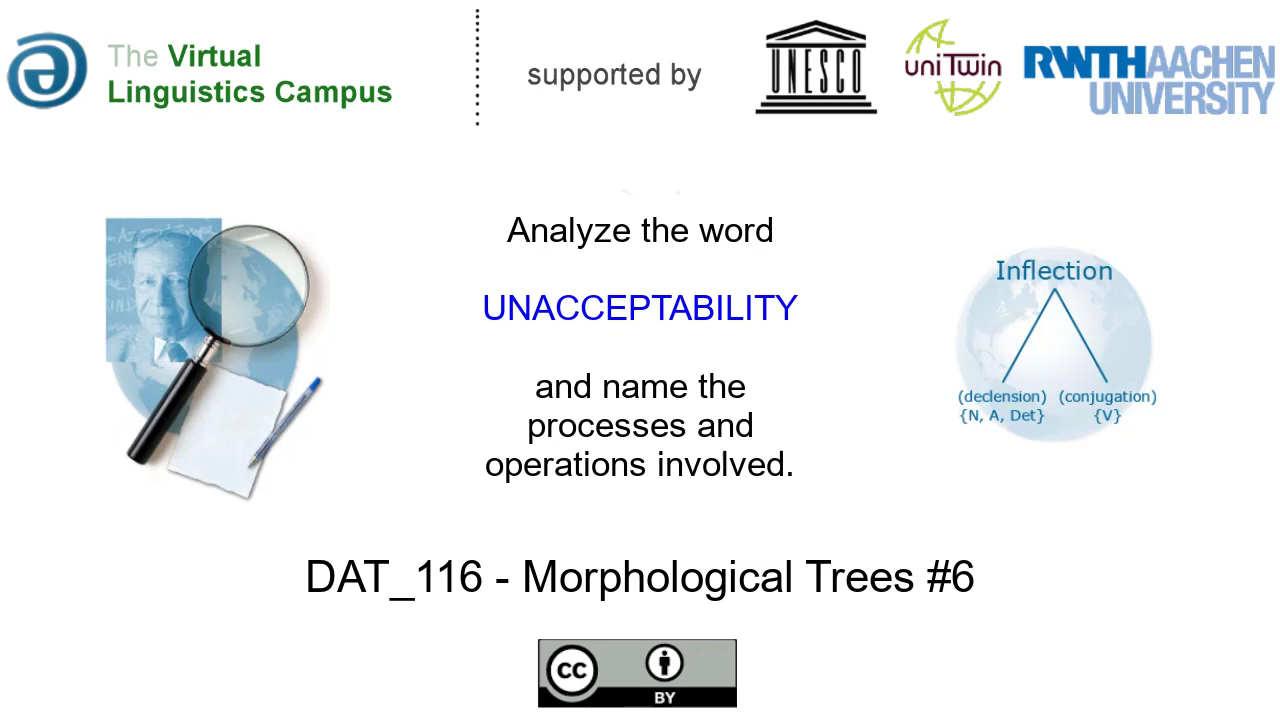 The Virtual
Linguistics Campus
supported by
UNESCO
uniTwin
RWTHAACHEN
UNIVERSITY
Analyze the word
UNACCEPTABILITY
and name the
processes and
operations involved.
Inflection
(declension) (conjugation)
{N, A, Det} {V}
DAT_116 - Morphological Trees #6
cc
BY